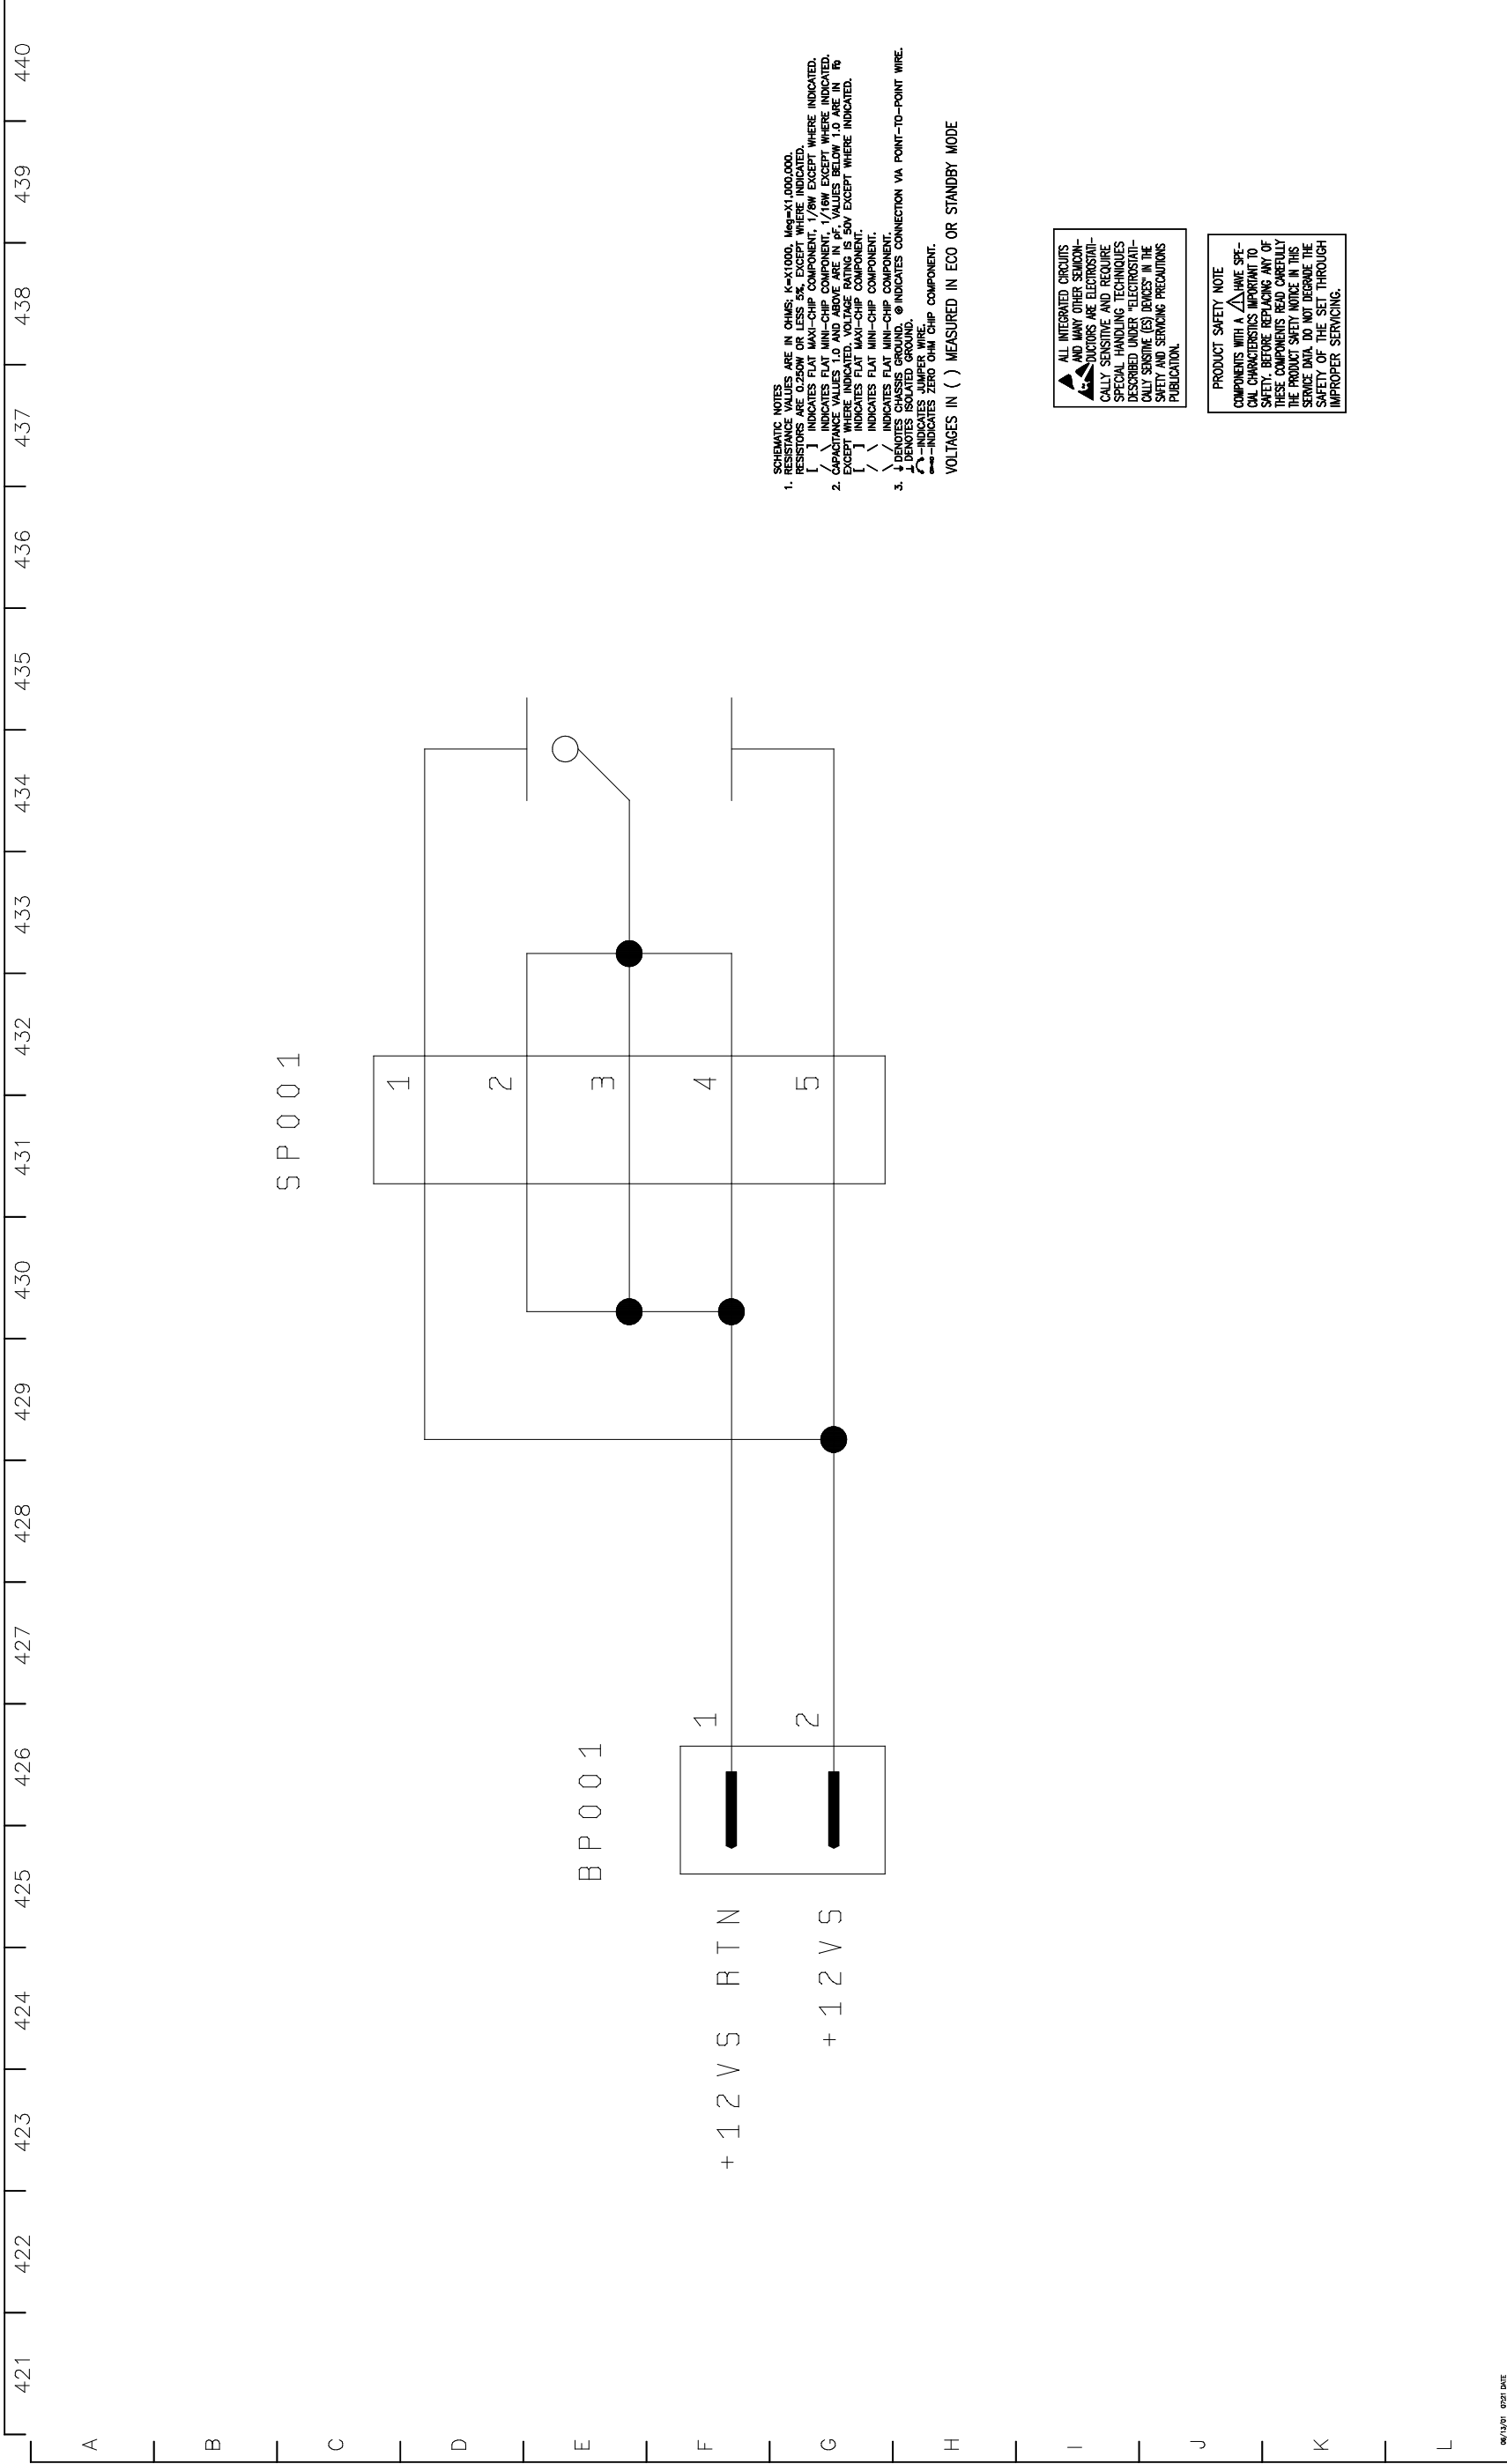 440
439
438
437
436
435
434
433
432
431
430
429
428
427
426
425
424
423
422
421
A
B
C
D
E
F
G
H
I
J
K
L
SP001
1
2
3
4
5
BP001
1
2
+12VS RTN
+12VS
SCHEMATIC NOTES
1. RESISTANCE VALUES ARE IN OHMS; K=X1000, Meg=X1,000,000.
RESISTORS ARE 0.250W OR LESS 5%, EXCEPT WHERE INDICATED.
[ ] INDICATES FLAT MAXI-CHIP COMPONENT, 1/8W EXCEPT WHERE INDICATED.
/ \ INDICATES FLAT MINI-CHIP COMPONENT, 1/16W EXCEPT WHERE INDICATED.
2. CAPACITANCE VALUES 1.0 AND ABOVE ARE IN pF, VALUES BELOW 1.0 ARE IN
EXCEPT WHERE INDICATED. VOLTAGE RATING IS 50V EXCEPT WHERE INDICATED.
[ ] INDICATES FLAT MAXI-CHIP COMPONENT.
/ \ INDICATES FLAT MINI-CHIP COMPONENT.
\ / INDICATES FLAT MINI-CHIP COMPONENT.
3. DENOTES CHASSIS GROUND. INDICATES CONNECTION VIA POINT-TO-POINT WIRE.
DENOTES ISOLATED GROUND.
-INDICATES JUMPER WIRE.
-INDICATES ZERO OHM CHIP COMPONENT.
VOLTAGES IN ( ) MEASURED IN ECO OR STANDBY MODE
ALL INTEGRATED CIRCUITS
AND MANY OTHER SEMICON-
DUCTORS ARE ELECTROSTATI-
CALLY SENSITIVE AND REQUIRE
SPECIAL HANDLING TECHNIQUES
DESCRIBED UNDER "ELECTROSTATI-
CALLY SENSITIVE (ES) DEVICES" IN THE
SAFETY AND SERVICING PRECAUTIONS
PUBLICATION.
PRODUCT SAFETY NOTE
COMPONENTS WITH A HAVE SPE-
CIAL CHARACTERISTICS IMPORTANT TO
SAFETY. BEFORE REPLACING ANY OF
THESE COMPONENTS READ CAREFULLY
THE PRODUCT SAFETY NOTICE IN THIS
SERVICE DATA. DO NOT DEGRADE THE
SAFETY OF THE SET THROUGH
IMPROPER SERVICING.
06/13/01 07:21 DATE